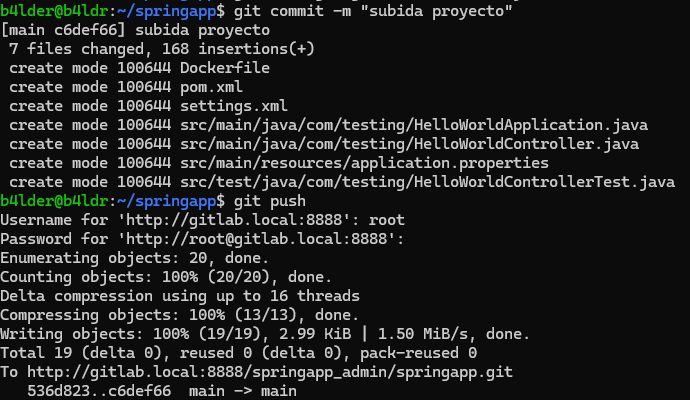 b4lder@b4ldr:~/springapp$ git commit -m "subida proyecto"
[main c6def66] subida proyecto
 7 files changed, 168 insertions(+)
 create mode 100644 Dockerfile
 create mode 100644 pom.xml
 create mode 100644 settings.xml
 create mode 100644 src/main/java/com/testing/HelloWorldApplication.java
 create mode 100644 src/main/java/com/testing/HelloWorldController.java
 create mode 100644 src/main/resources/application.properties
 create mode 100644 src/test/java/com/testing/HelloWorldControllerTest.java
b4lder@b4ldr:~/springapp$ git push
Username for 'http://gitlab.local:8888': root
Password for 'http://root@gitlab.local:8888':
Enumerating objects: 20, done.
Counting objects: 100% (20/20), done.
Delta compression using up to 16 threads
Compressing objects: 100% (13/13), done.
Writing objects: 100% (19/19), 2.99 KiB | 1.50 MiB/s, done.
Total 19 (delta 0), reused 0 (delta 0), pack-reused 0
To http://gitlab.local:8888/springapp_admin/springapp.git
   536d823..c6def66  main -> main